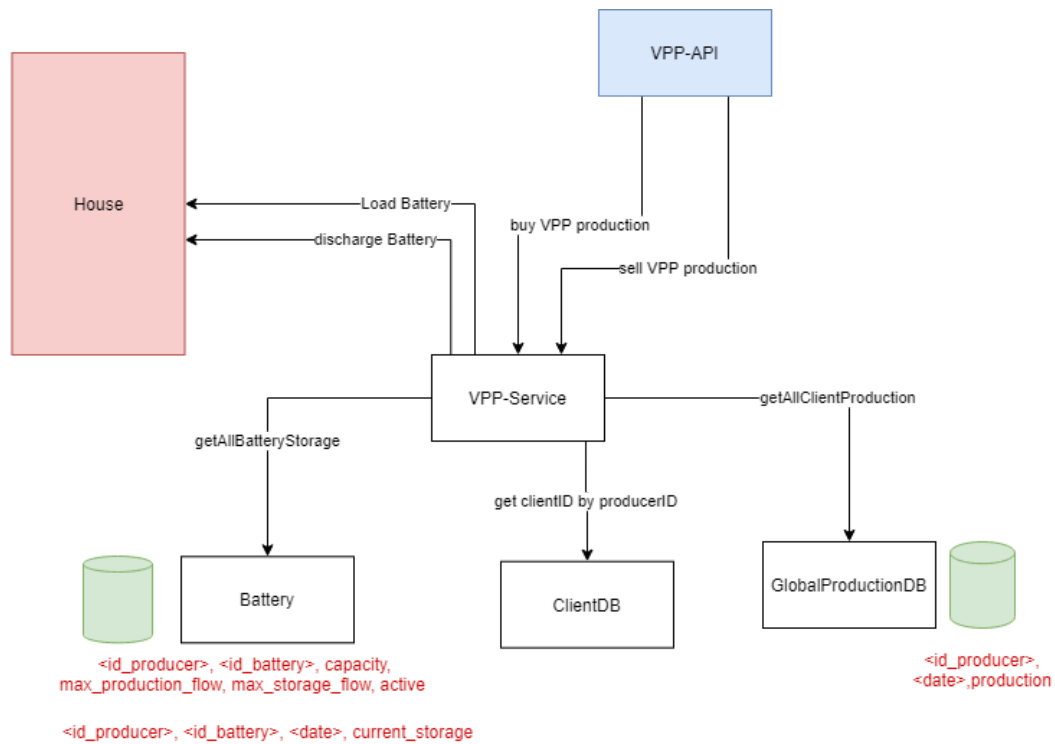 VPP-API
House
Load Battery
buy VPP production
discharge Battery
sell VPP production
VPP-Service
getAllClientProduction
getAllBatteryStorage
get clientID by producerID
Battery
ClientDB
GlobalProductionDB
<id_producer>, <id_battery>, capacity,
max_production_flow, max_storage_flow, active
<id_producer>,
<date>,production
<id_producer>, <id_battery>, <date>, current_storage